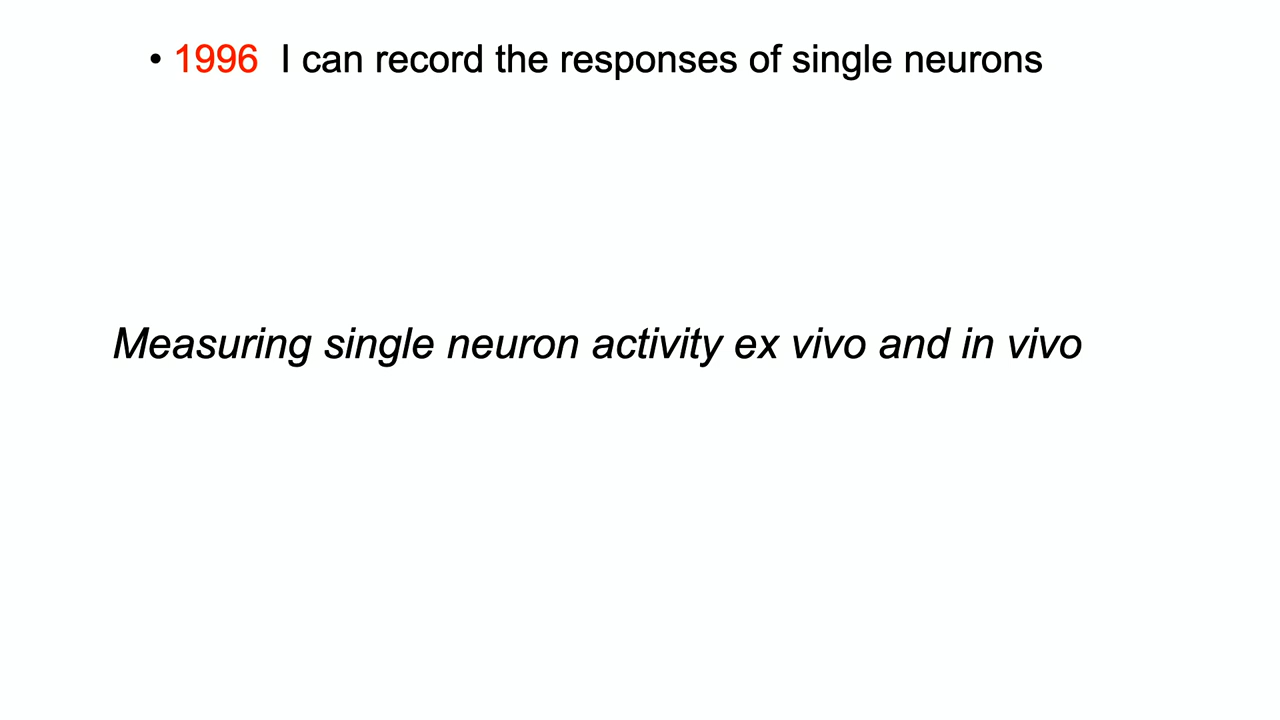 • 1996 I can record the responses of single neurons
Measuring single neuron activity ex vivo and in vivo